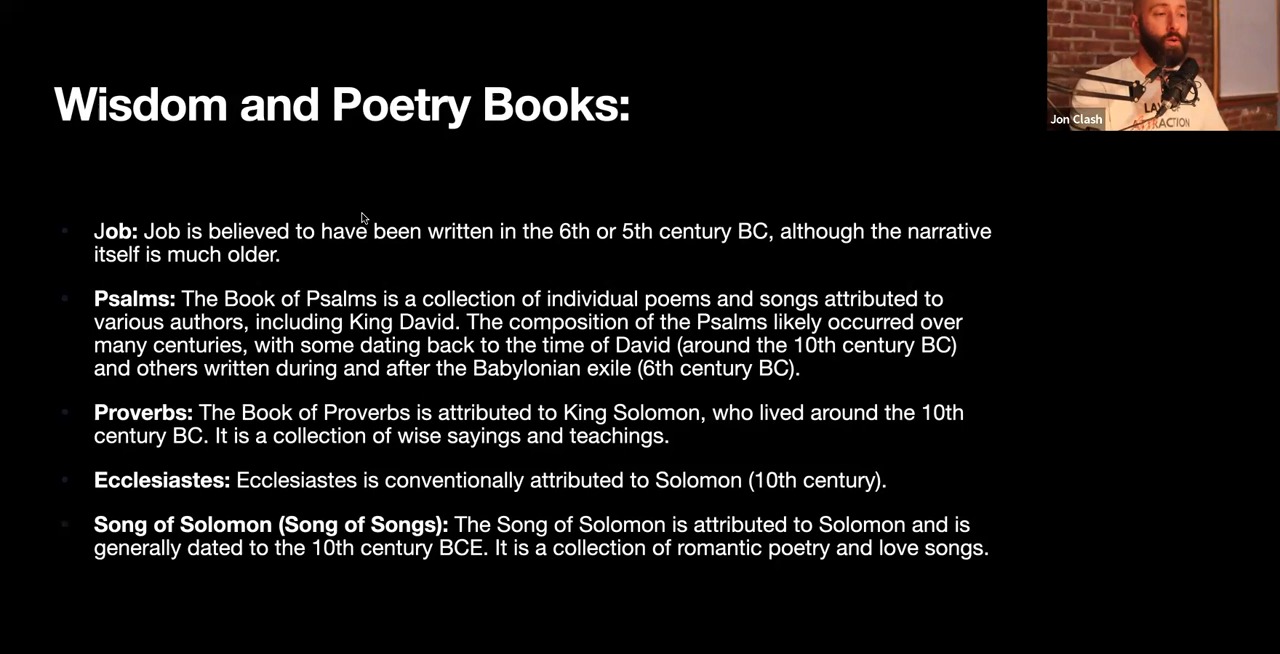 Wisdom and Poetry Books:
Jon Clash
LAW
ATTRACTION
Job: Job is believed to have been written in the 6th or 5th century BC, although the narrative
itself is much older.
Psalms: The Book of Psalms is a collection of individual poems and songs attributed to
various authors, including King David. The composition of the Psalms likely occurred over
many centuries, with some dating back to the time of David (around the 10th century BC)
and others written during and after the Babylonian exile (6th century BC).
Proverbs: The Book of Proverbs is attributed to King Solomon, who lived around the 10th
century BC. It is a collection of wise sayings and teachings.
Ecclesiastes: Ecclesiastes is conventionally attributed to Solomon (10th century).
Song of Solomon (Song of Songs): The Song of Solomon is attributed to Solomon and is
generally dated to the 10th century BCE. It is a collection of romantic poetry and love songs.